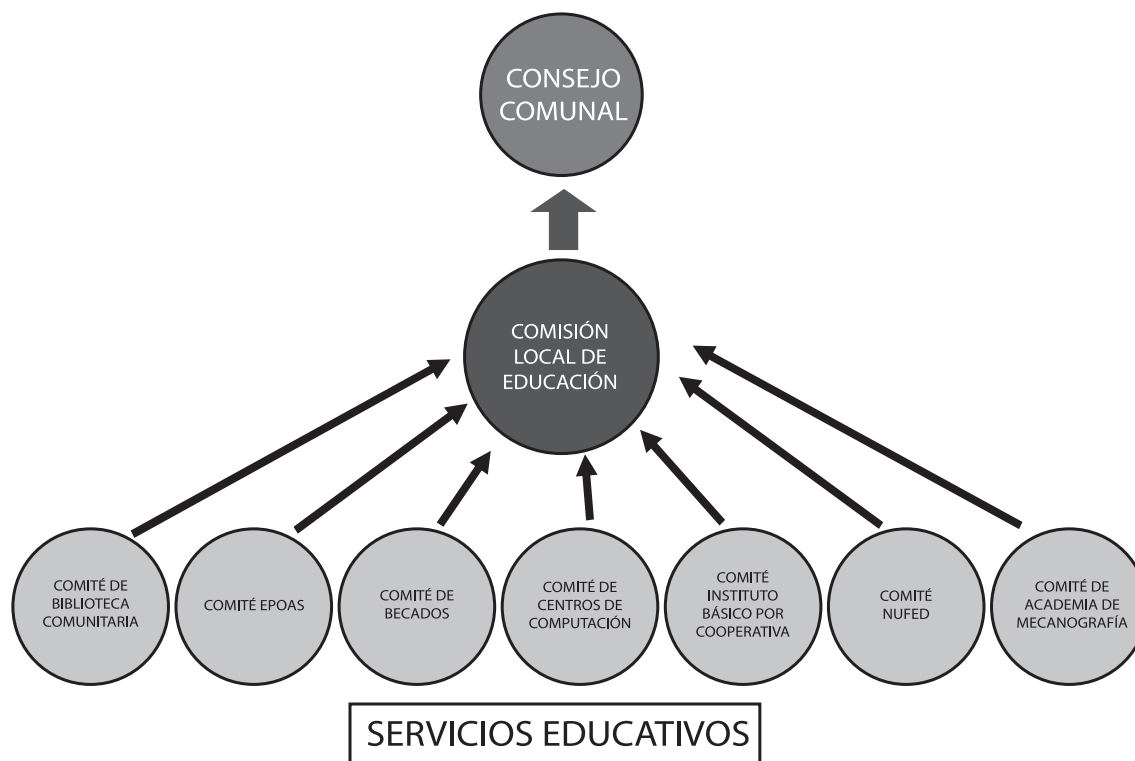 CONSEJO
COMUNAL
COMISIÓN
LOCAL DE
EDUCACIÓN
COMITÉ DE
BIBLIOTECA
COMUNITARIA
COMITÉ EPOAS
COMITÉ DE
BECADOS
COMITÉ DE
CENTROS DE
COMPUTACIÓN
COMITÉ
INSTITUTO
BÁSICO POR
COOPERATIVA
COMITÉ
NUFED
COMITÉ DE
ACADEMIA DE
MECANOGRAFÍA
SERVICIOS EDUCATIVOS